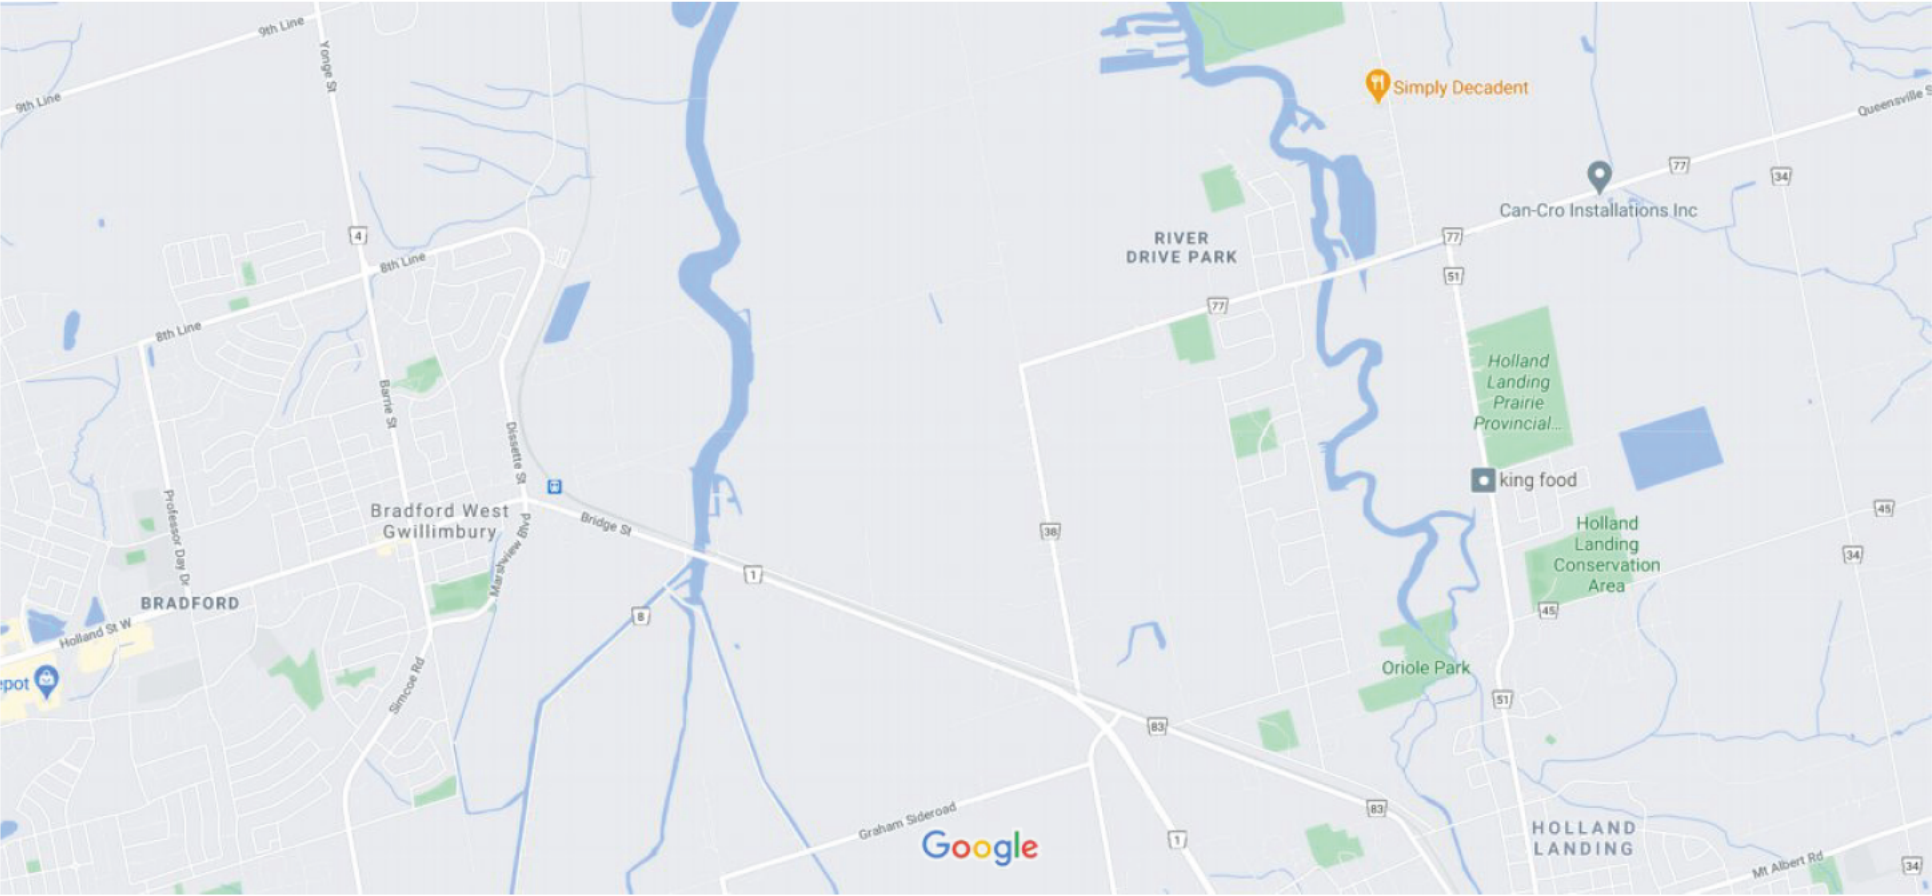 9th Line
Yonge St
9th Line
Simply Decadent
Queensville S
77
34
Can-Cro Installations Inc
4
77
RIVER
DRIVE PARK
8th Line
51
77
8th Line
Holland
Landing
Prairie
Provincial...
Barrie St
Dissette St
king food
Professor Day Dr
Bradford West
Gwillimbury
Bridge St
45
38
Holland
Landing
Conservation
Area
34
Marshview Blvd
1
BRADFORD
8
45
Holland St W
Oriole Park
epot
Simcoe Rd
51
83
83
Graham Sideroad
Google
1
HOLLAND
LANDING
Mt Albert Rd
34